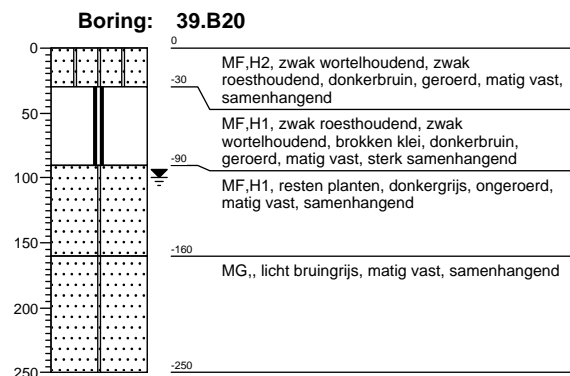 Boring: 39.B20
0
0
MF,H2, zwak wortelhoudend, zwak
roesthoudend, donkerbruin, geroerd, matig vast,
samenhangend
-30
50
MF,H1, zwak roesthoudend, zwak
wortelhoudend, brokken klei, donkerbruin,
geroerd, matig vast, sterk samenhangend
-90
100
MF,H1, resten planten, donkergrijs, ongeroerd,
matig vast, samenhangend
150
-160
MG,, licht bruingrijs, matig vast, samenhangend
200
250
-250